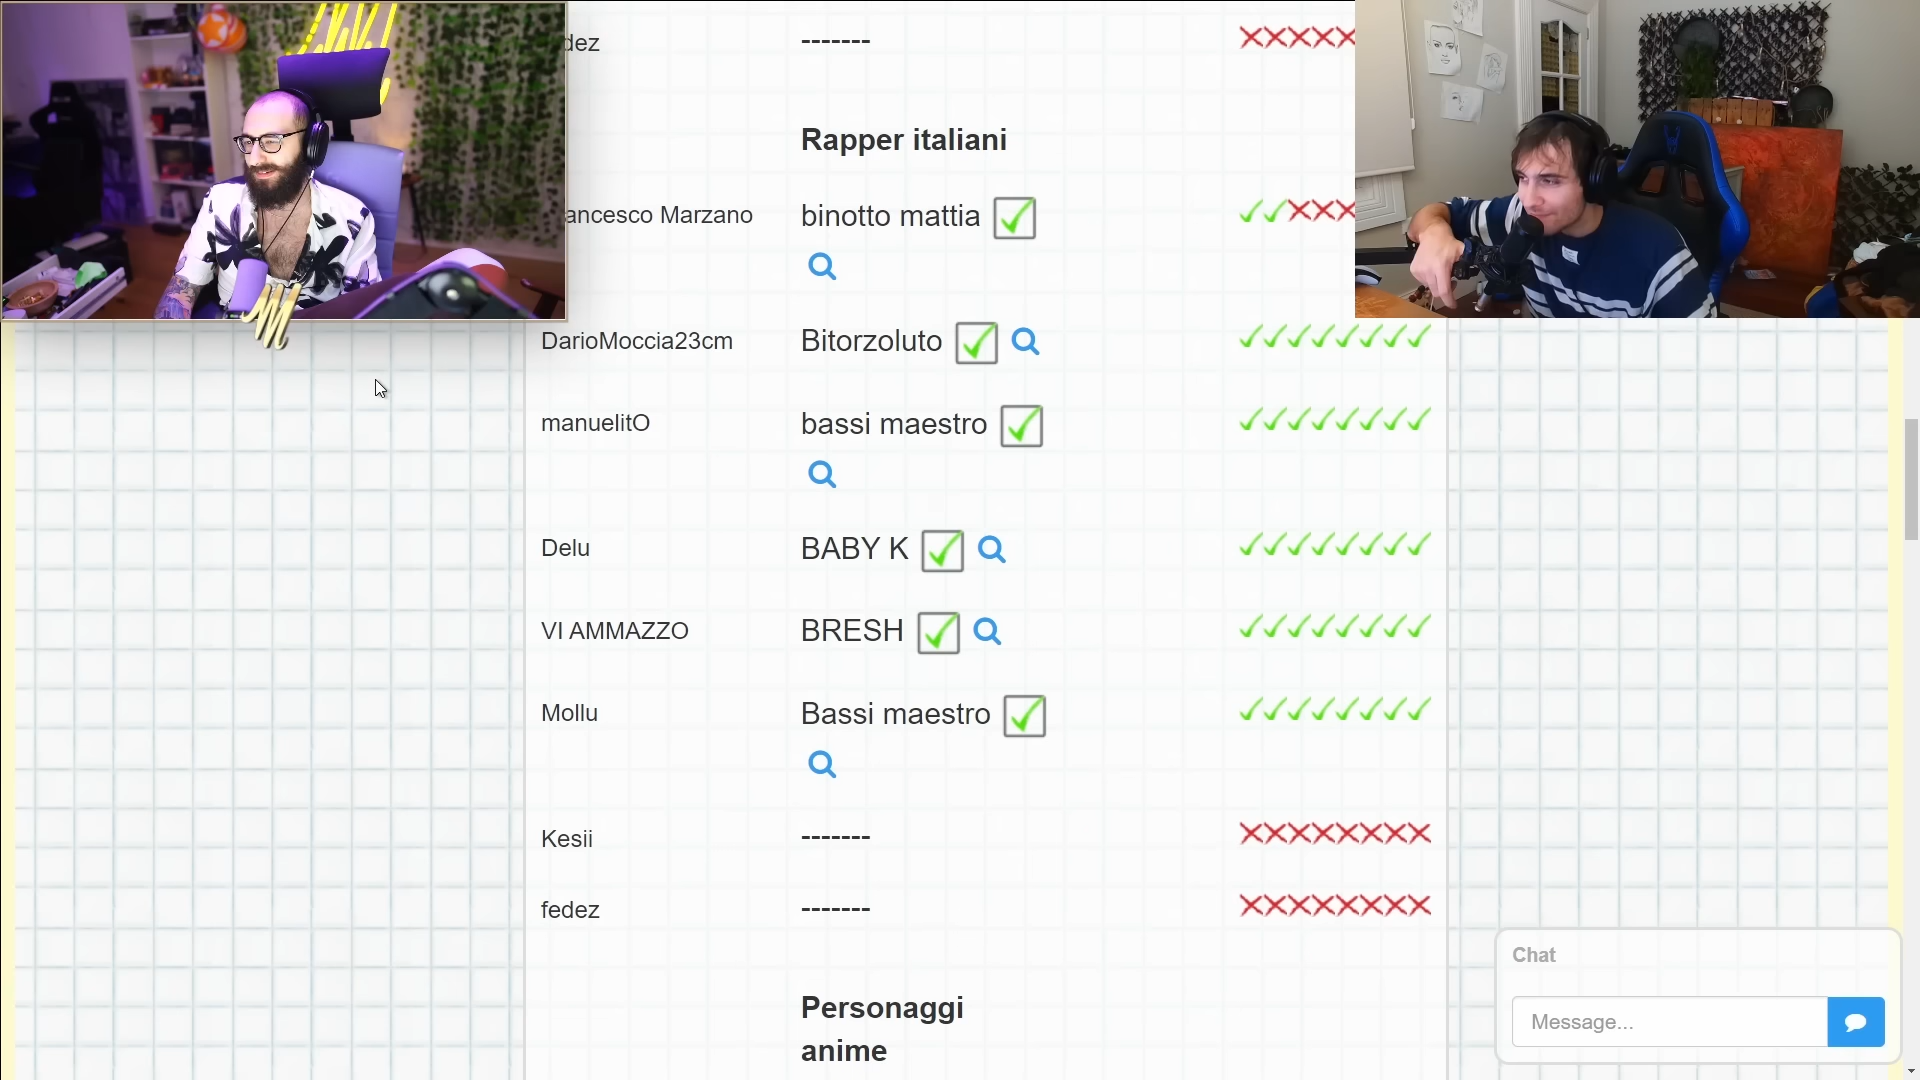 dez -------
Rapper italiani
ancesco Marzano binotto mattia
DarioMoccia23cm Bitorzoluto
manuelitO bassi maestro
Delu BABY K
VI AMMAZZO BRESH
Mollu Bassi maestro
Kesii -------
fedez -------
Personaggi
anime
Chat
Message...